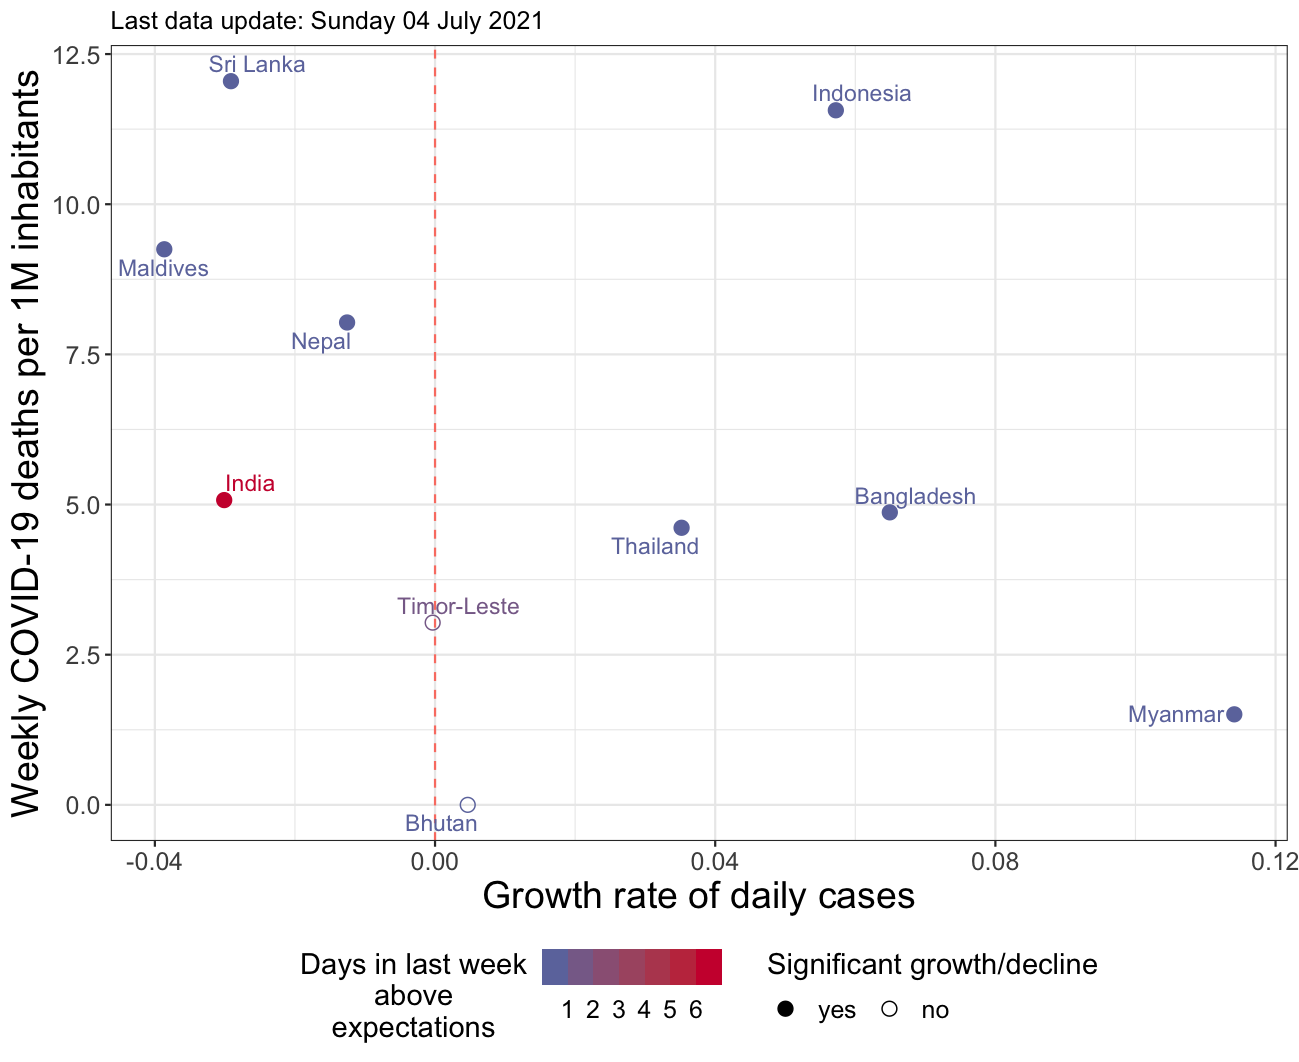 Last data update: Sunday 04 July 2021
Weekly COVID-19 deaths per 1M inhabitants
12.5
10.0
7.5
5.0
2.5
0.0
Sri Lanka
Indonesia
Maldives
Nepal
India
Bangladesh
Thailand
Timor-Leste
Myanmar
Bhutan
-0.04 0.00 0.04 0.08 0.12
Growth rate of daily cases
Days in last week
above
expectations
1 2 3 4 5 6
Significant growth/decline
yes no